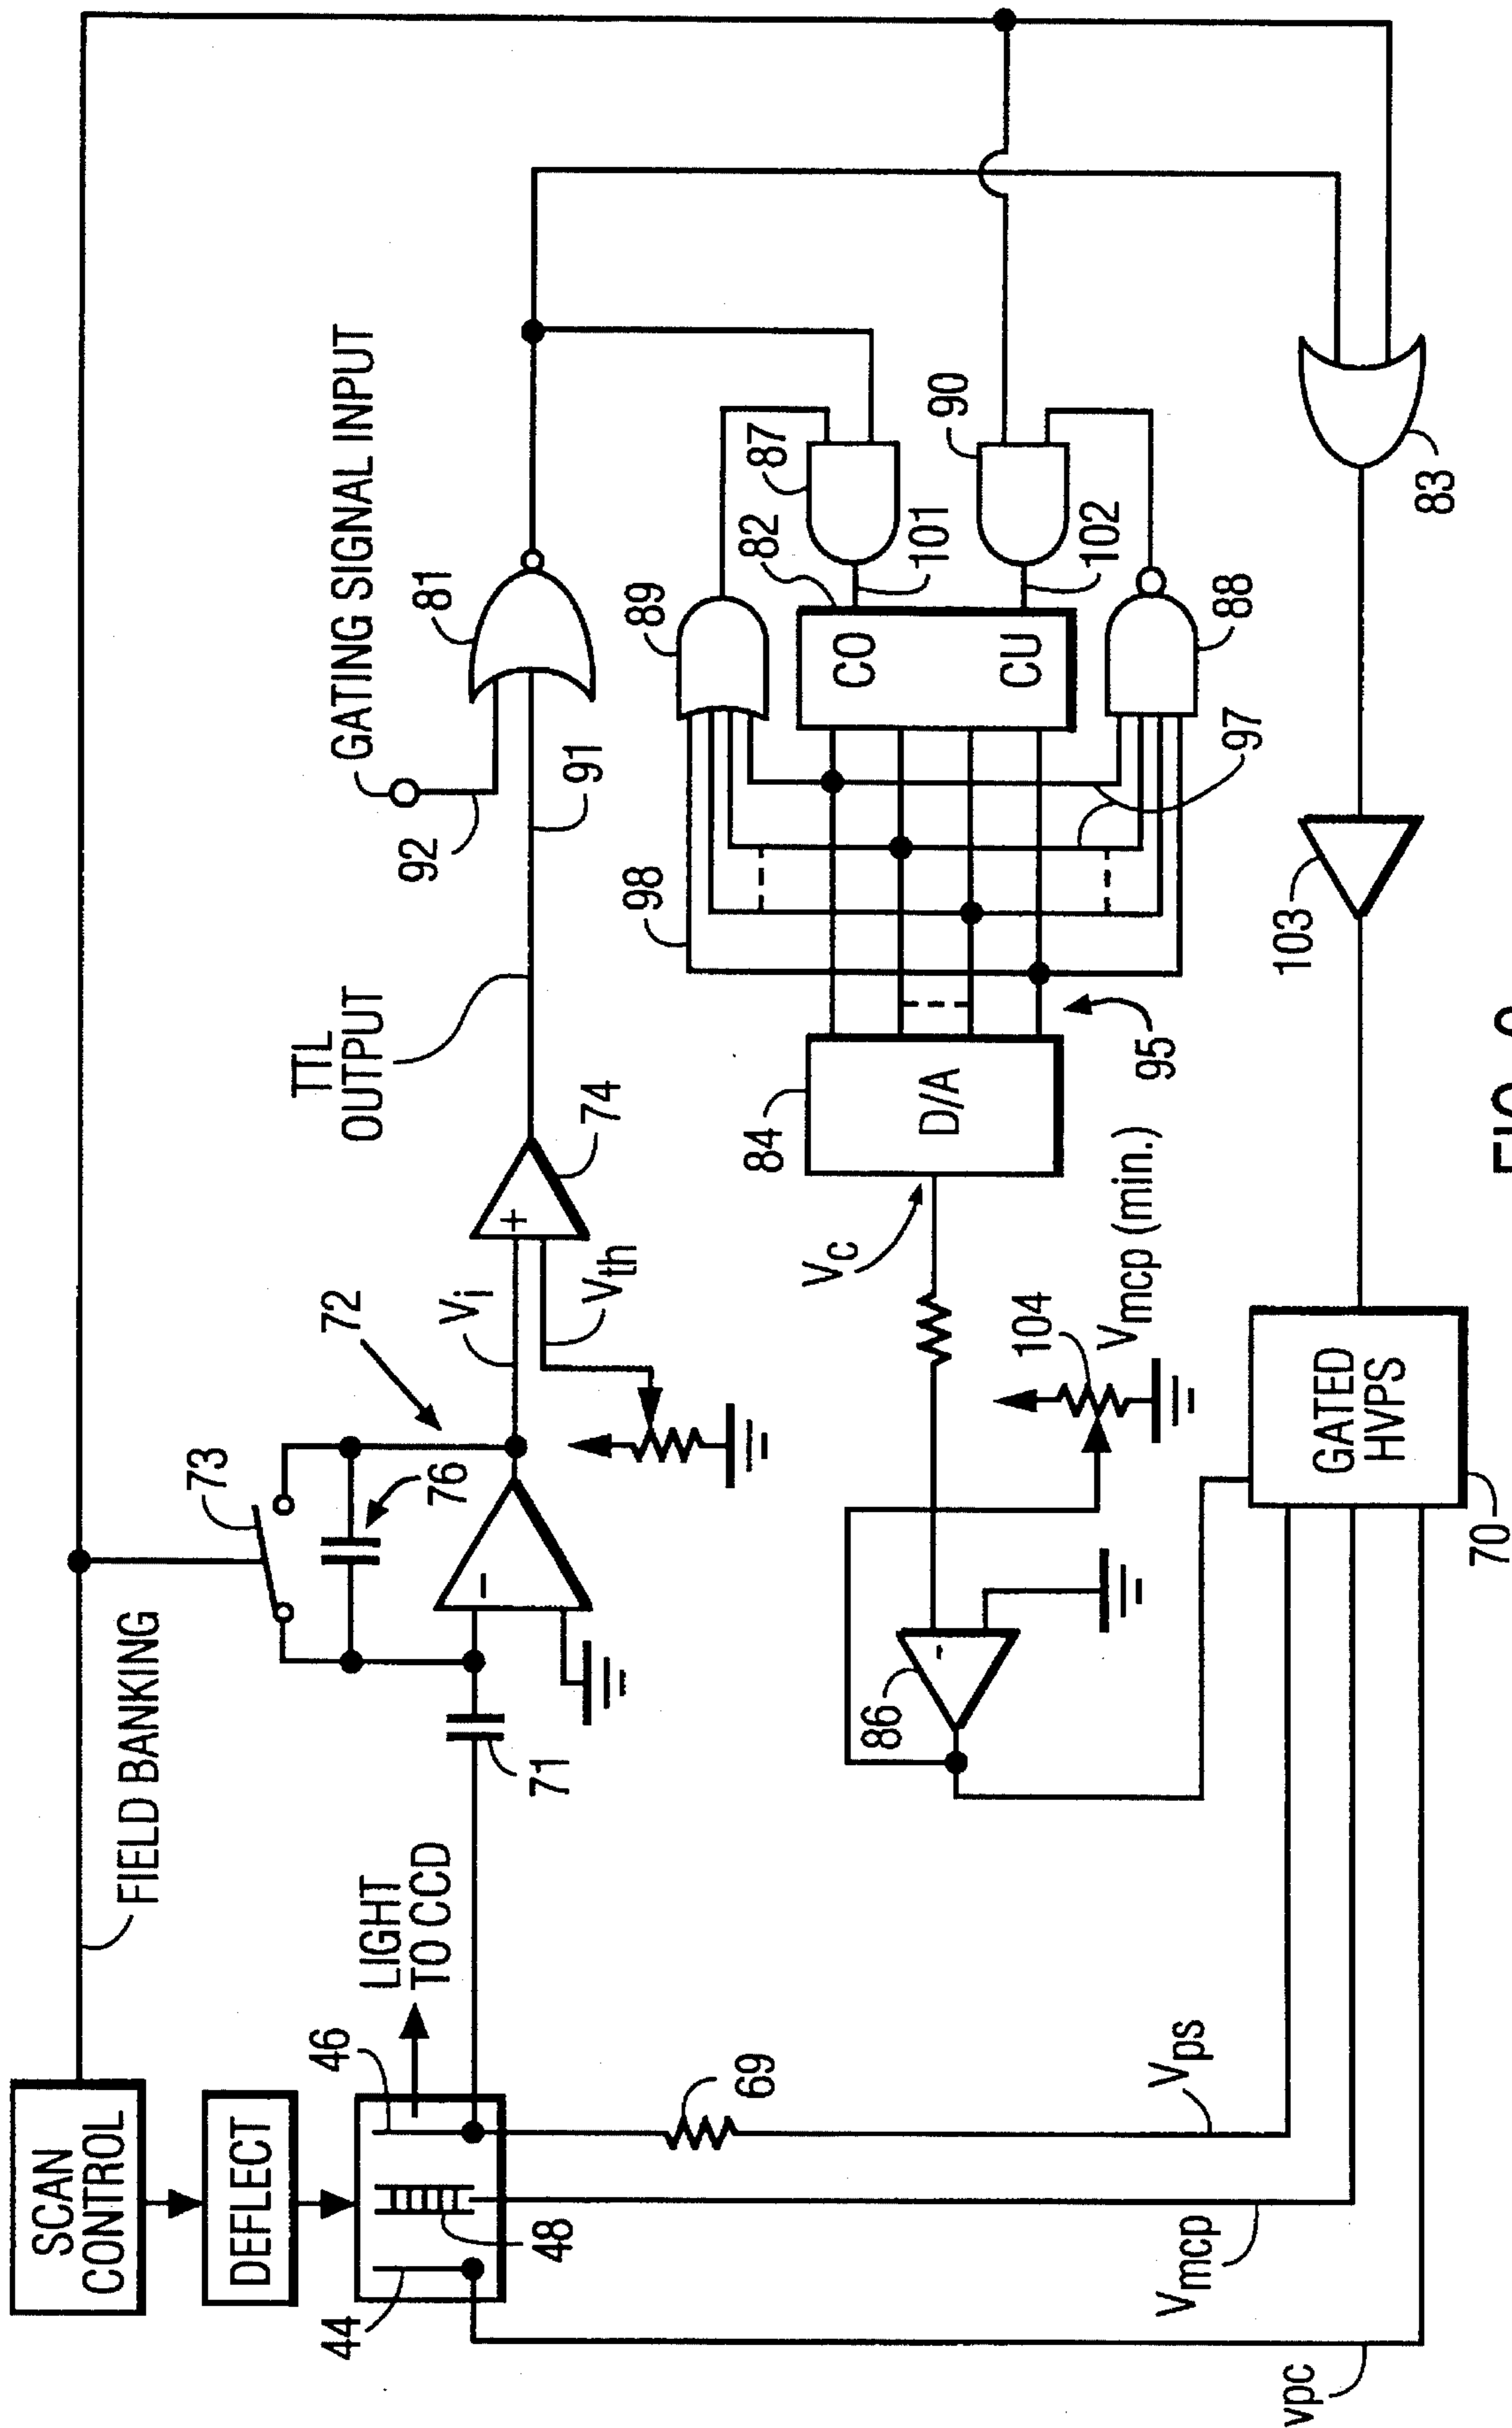 SCAN
CONTROL
FIELD BANKING
DEFLECT
LIGHT
TO CCD
46
44
48
69
71
73
76
72
Vi
Vth
+
−
74
TTL
OUTPUT
GATING SIGNAL INPUT
92
91
81
98
89
82
87
101
90
102
CO
CU
88
97
95
84
D/A
Vc
Vmcp (min.)
104
86
-
83
103
GATED
HVPS
70
Vps
Vmcp
vpc